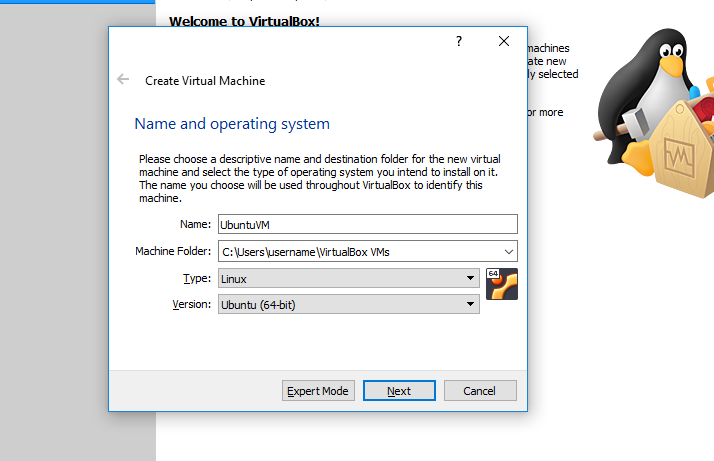 Welcome to VirtualBox!
?
machines
ate new
ly selected
or more
Create Virtual Machine
Name and operating system
Please choose a descriptive name and destination folder for the new virtual
machine and select the type of operating system you intend to install on it.
The name you choose will be used throughout VirtualBox to identify this
machine.
Name: UbuntuVM
Machine Folder: C:\Users\username\VirtualBox VMs
Type: Linux
64
Version: Ubuntu (64-bit)
Expert Mode Next Cancel